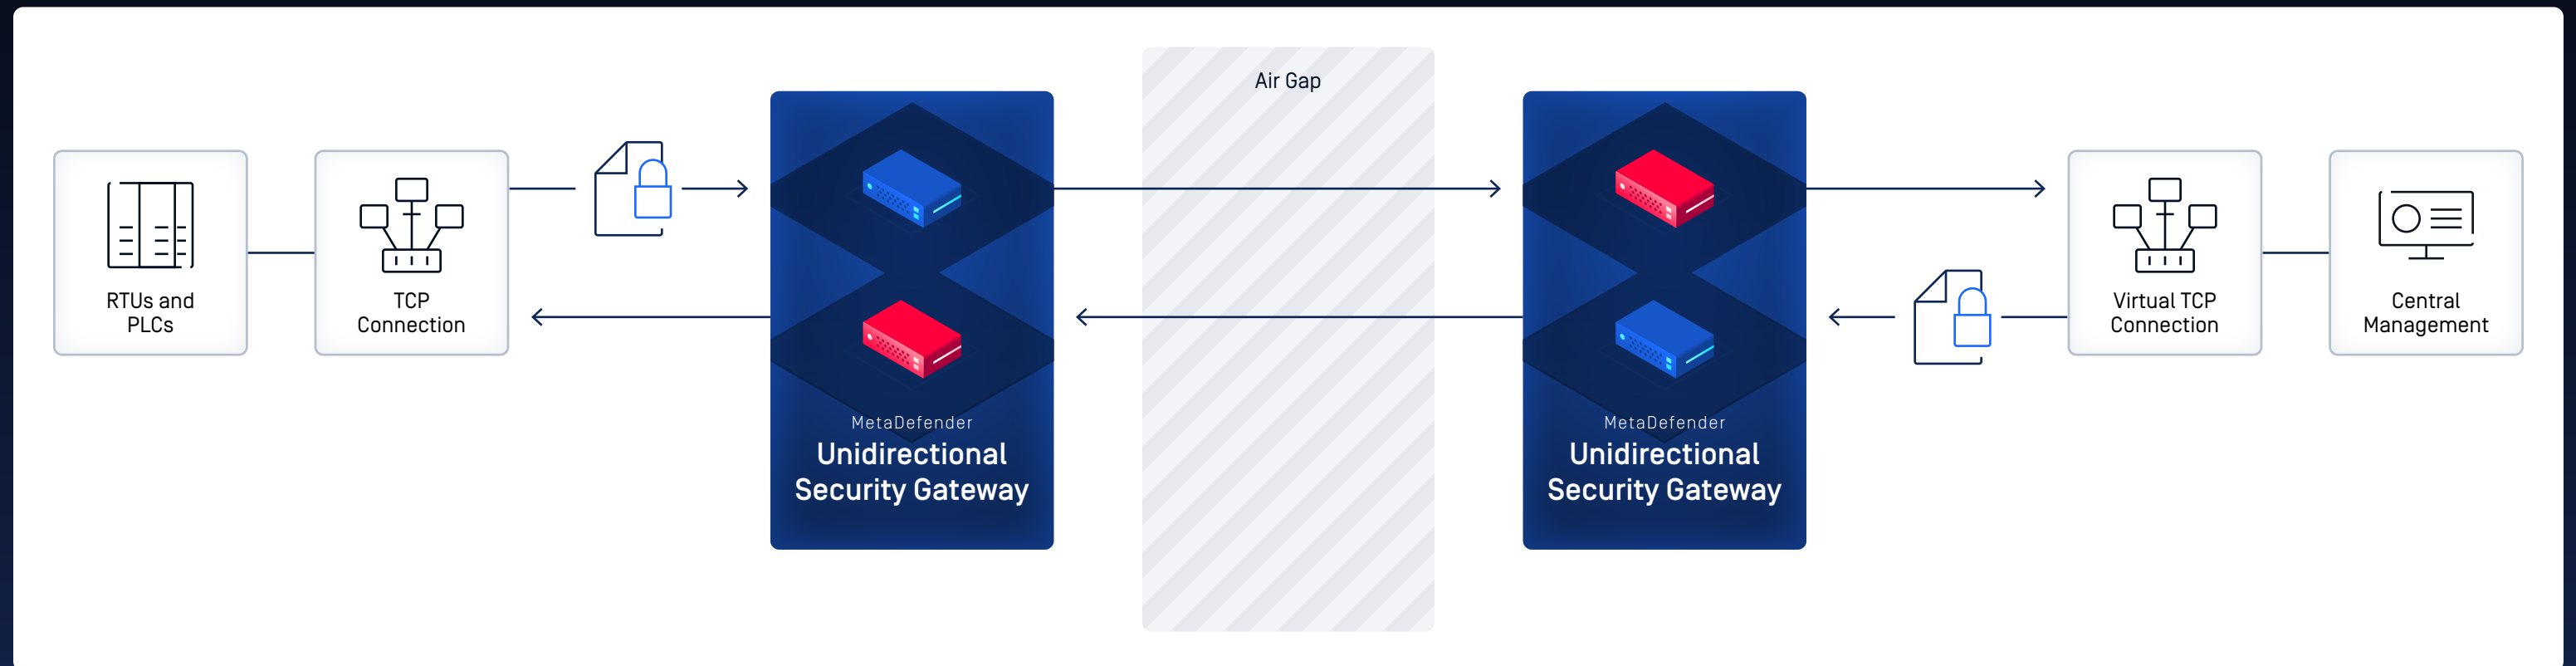 Air Gap
RTUs and
PLCs
TCP
Connection
MetaDefender
Unidirectional
Security Gateway
MetaDefender
Unidirectional
Security Gateway
Virtual TCP
Connection
Central
Management